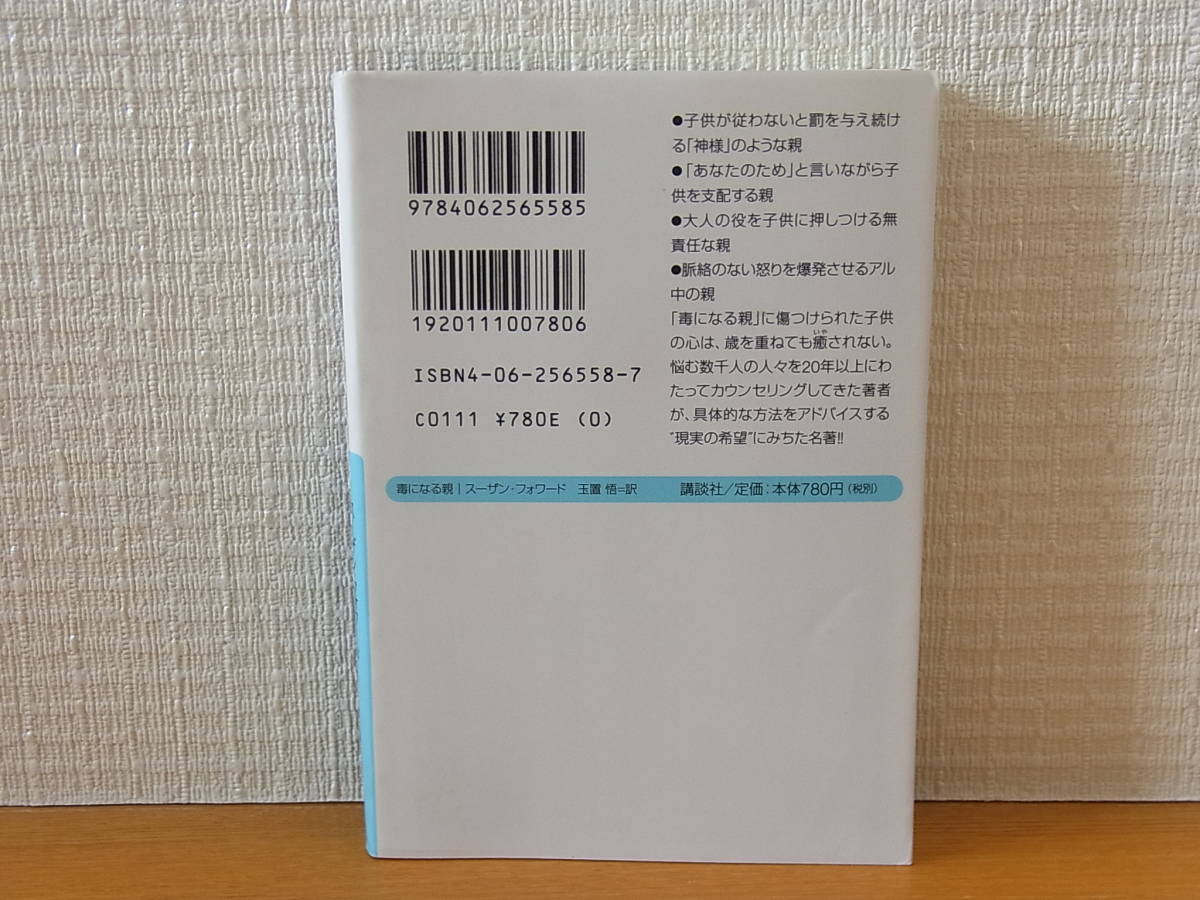 9784062565585
1920111007806
ISBN4-06-256558-7
C0111 ¥780E (0)
●子供が従わないと罰を与え続け
る「神様」のような親
●「あなたのため」と言いながら子
供を支配する親
●大人の役を子供に押しつける無
責任な親
●脈絡のない怒りを爆発させるアル
中の親
「毒になる親」に傷つけられた子供
の心は、歳を重ねても癒されない。
いや
悩む数千人の人々を20年以上にわ
たってカウンセリングしてきた著者
が、具体的な方法をアドバイスする
“現実の希望”にみちた名著!!
毒になる親|スーザン・フォワード 玉置 悟=訳
講談社/定価:本体780円(税別)